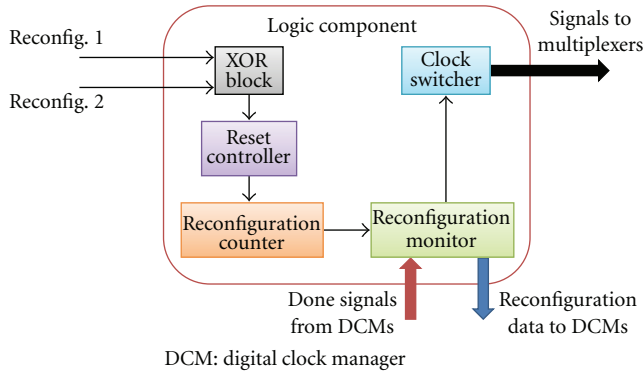 Logic component
Signals to
multiplexers
Reconfig. 1
Reconfig. 2
XOR
block
Clock
switcher
Reset
controller
Reconfiguration
counter
Reconfiguration
monitor
Done signals
from DCMs
Reconfiguration
data to DCMs
DCM: digital clock manager